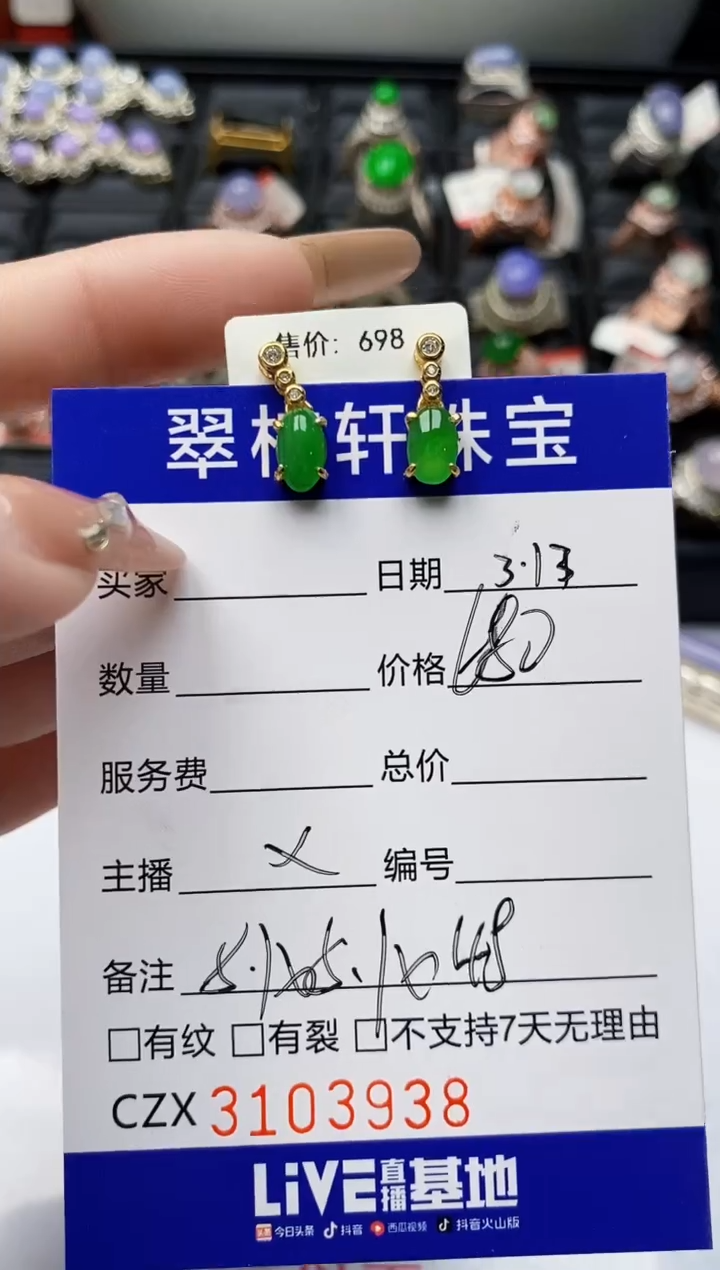 售价: 698
翠 轩 珠宝
买家 日期 3.13
数量 价格 180
服务费 总价
主播 编号
备注
□有纹 □有裂 □不支持7天无理由
CZX 3103938
LiVE直播基地
头条 今日头条 抖音 西瓜视频 抖音火山版